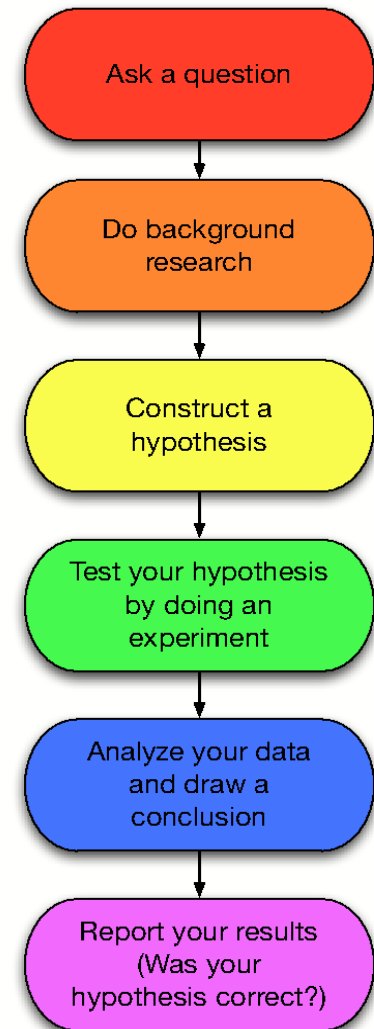 Ask a question
Do background
research
Construct a
hypothesis
Test your hypothesis
by doing an
experiment
Analyze your data
and draw a
conclusion
Report your results
(Was your
hypothesis correct?)